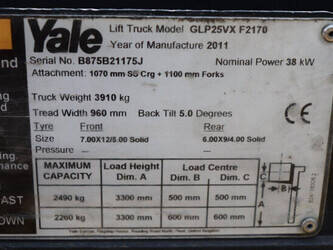 Yale
Lift Truck Model GLP25VX F2170
Year of Manufacture 2011
Serial No. B875B21175J Nominal Power 38 kW
Attachment: 1070 mm SS Crg + 1100 mm Forks
Truck Weight 3910 kg
Tread Width 960 mm Back Tilt 5.0 Degrees
Tyre Front Rear
Size 7.00X12/5.00 Solid 6.00X9/4.00 Solid
MAXIMUM CAPACITY Load Height Dim A Load Centre Dim. B Dim. C
2490 kg 3300 mm 500 mm 500 mm
2260 kg 3300 mm 600 mm 600 mm
C
B
A
and
AST
DOWN